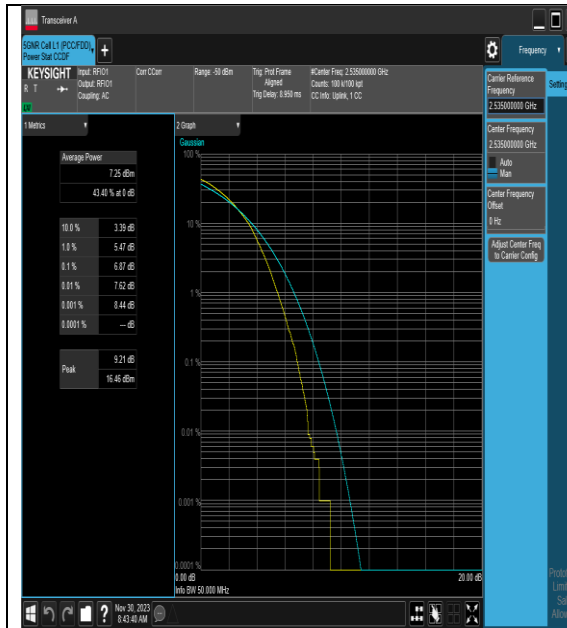 Transceiver A
5GNR Cell L1 (PCC/FDD)
Power Stat CCDF
Frequency
KEYSIGHT
R T
Input: RFIO1
Output: RFIO1
Coupling: AC
Corr CCorr
Range: -50 dBm
Trig: Prot Frame
Aligned
Trig Delay: 8.950 ms
#Center Freq: 2.535000000 GHz
Counts: 100 k/100 kpt
CC Info: Uplink, 1 CC
Carrier Reference
Frequency
2.535000000 GHz
Center Frequency
2.535000000 GHz
Auto
Man
Center Frequency
Offset
0 Hz
Adjust Center Freq
to Carrier Config
Setting
1 Metrics
Average Power
7.25 dBm
43.40 % at 0 dB
10.0 % 3.39 dB
1.0 % 5.47 dB
0.1 % 6.87 dB
0.01 % 7.62 dB
0.001 % 8.44 dB
0.0001 % --- dB
Peak
9.21 dB
16.46 dBm
2 Graph
Gaussian
100 %
10 %
1 %
0.1 %
0.01 %
0.001 %
0.0001 %
0.00 dB
20.00 dB
Info BW 50.000 MHz
Nov 30, 2023
8:43:40 AM